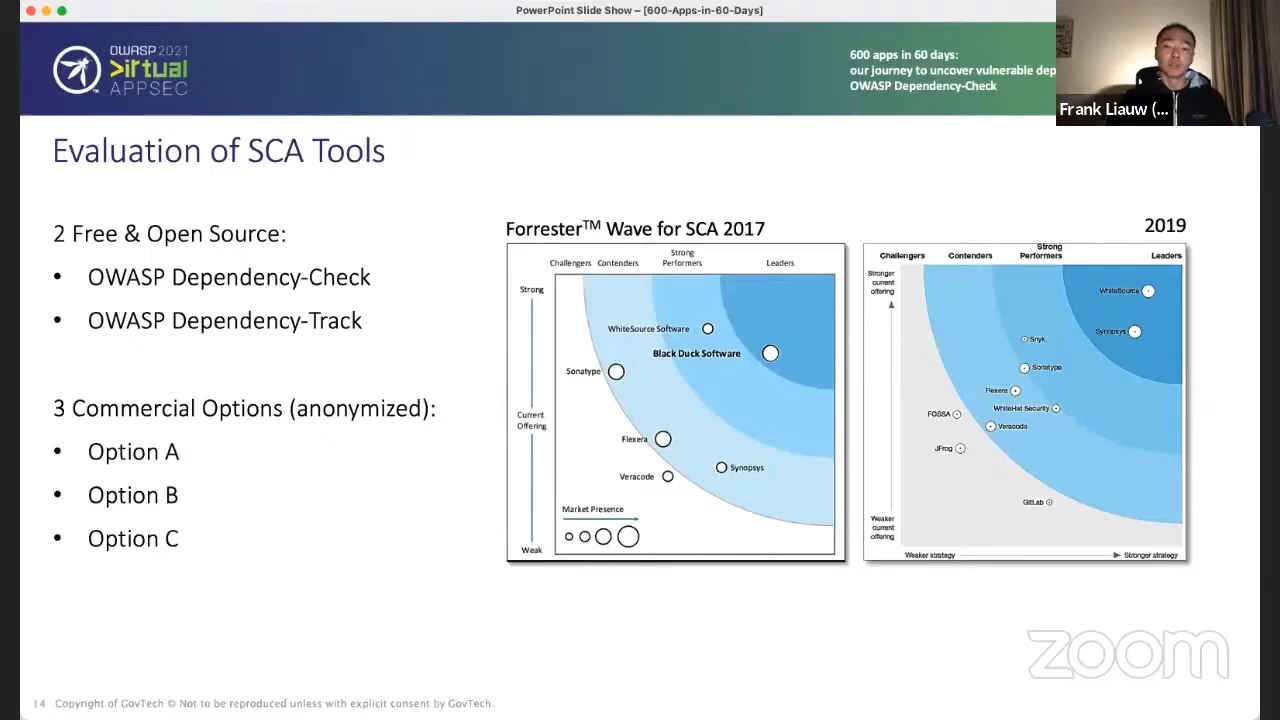 PowerPoint Slide Show – [600-Apps-in-60-Days]
OWASP 2021
Virtual
APPSEC
600 apps in 60 days:
our journey to uncover vulnerable dep
OWASP Dependency-Check
Frank Liauw (...
Evaluation of SCA Tools
2 Free & Open Source:
• OWASP Dependency-Check
• OWASP Dependency-Track
3 Commercial Options (anonymized):
• Option A
• Option B
• Option C
Forrester™ Wave for SCA 2017
Challengers Contenders Strong Performers Leaders
Strong
WhiteSource Software
Black Duck Software
Sonatype
Current Offering
Flexera
Synopsys
Veracode
Market Presence
Weak
2019
Challengers Contenders Strong Performers Leaders
Stronger current offering
WhiteSource
Synopsys
Snyk
Sonatype
Flexera
WhiteHat Security
FOSSA
Veracode
JFrog
GitLab
Weaker current offering
Weaker strategy Stronger strategy
zoom
14 Copyright of GovTech © Not to be reproduced unless with explicit consent by GovTech.